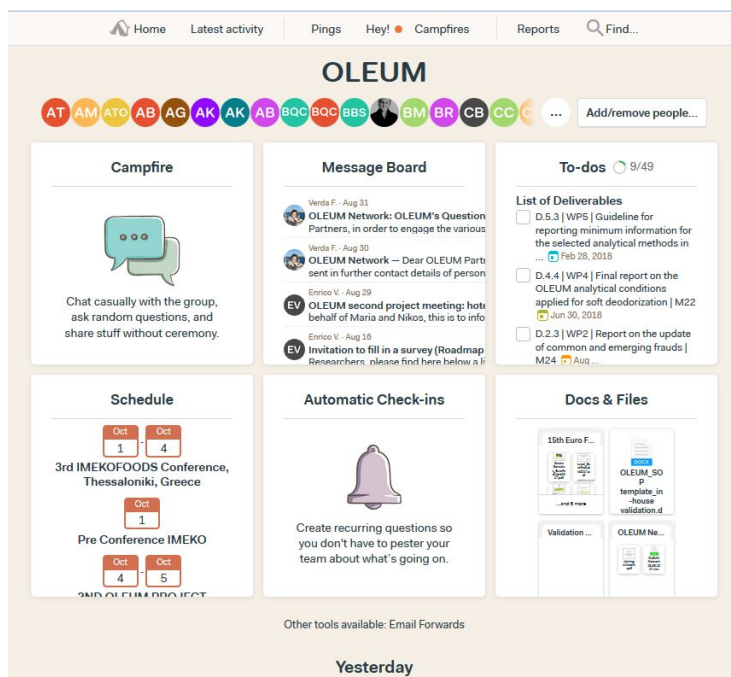 Home Latest activity Pings Hey! Campfires Reports Find...
OLEUM
AT AM ATO AB AG AK AK AB BQC BQC BBS BM BR CB CC C ... Add/remove people...
Campfire
Chat casually with the group,
ask random questions, and
share stuff without ceremony.
Message Board
Verda F. - Aug 31
OLEUM Network: OLEUM's Question
Partners, in order to engage the various
Verda F. - Aug 30
OLEUM Network — Dear OLEUM Partn
sent in further contact details of person
Enrico V. - Aug 29
EV OLEUM second project meeting: hote
behalf of Maria and Nikos, this is to info
Enrico V. - Aug 16
EV Invitation to fill in a survey (Roadmap
Researchers, please find here below a li
To-dos 9/49
List of Deliverables
D.5.3 | WP5 | Guideline for
reporting minimum information for
the selected analytical methods in
... Feb 28, 2018
D.4.4 | WP4 | Final report on the
OLEUM analytical conditions
applied for soft deodorization | M22
Jun 30, 2018
D.2.3 | WP2 | Report on the update
of common and emerging frauds |
M24 Aug ...
Schedule
Oct Oct
1 - 4
3rd IMEKOFOODS Conference,
Thessaloniki, Greece
Oct
1
Pre Conference IMEKO
Oct Oct
4 - 5
2ND OLEUM PROJECT
Automatic Check-ins
Create recurring questions so
you don't have to pester your
team about what's going on.
Docs & Files
15th Euro F...
...and 8 more
DOCX
OLEUM_SO
P
template_in
-house
validation.d
Validation ...
OLEUM Ne...
Other tools available: Email Forwards
Yesterday